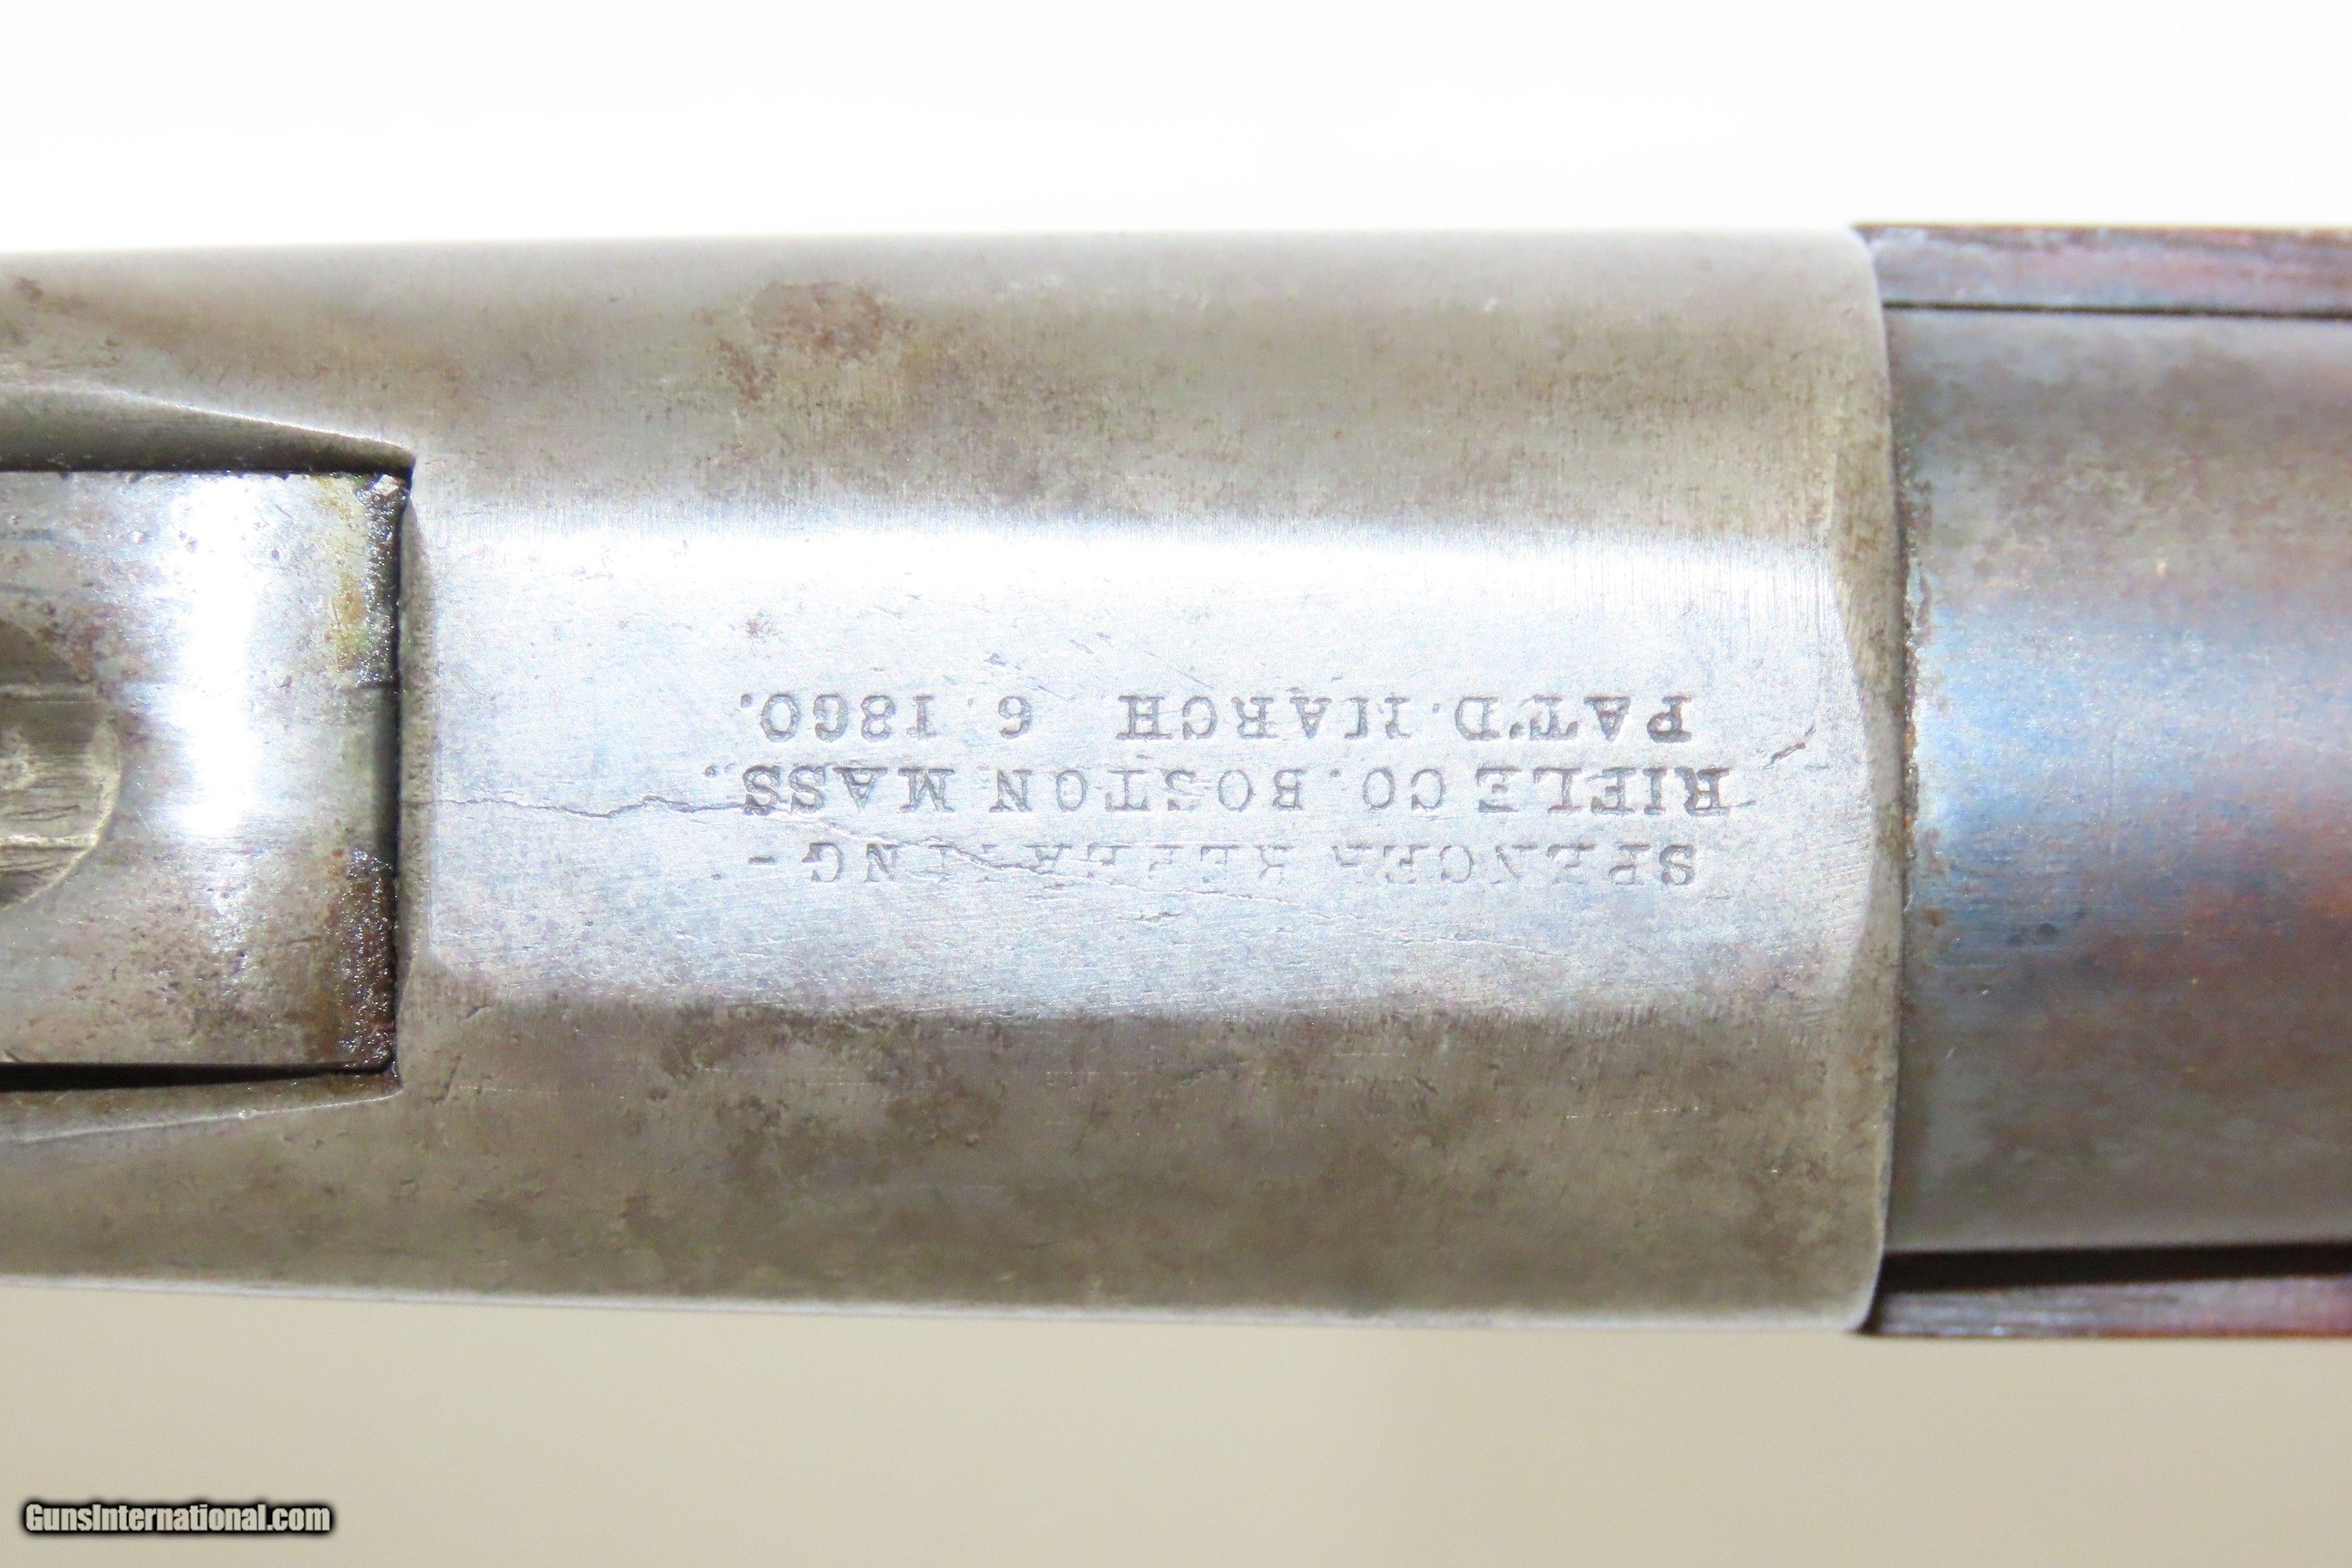 SPENCER REPEATING-
RIFLE CO. BOSTON MASS.
PAT'D. MARCH 6. 1860.
GunsInternational.com